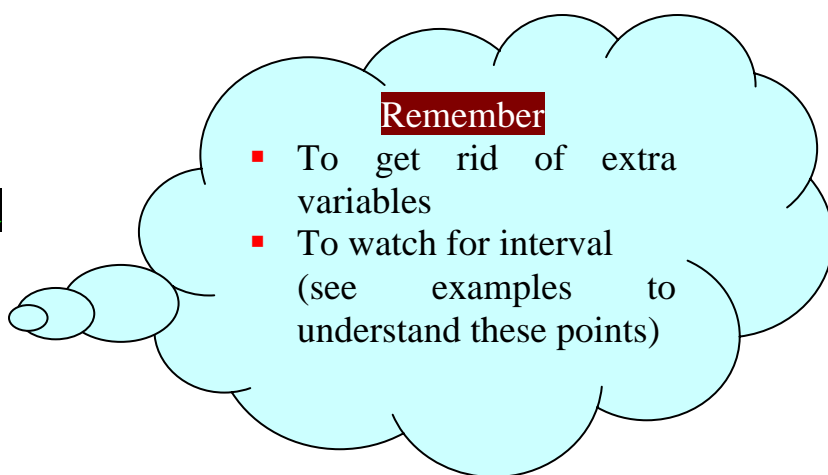 Remember
▪ To get rid of extra
variables
▪ To watch for interval
(see examples to
understand these points)